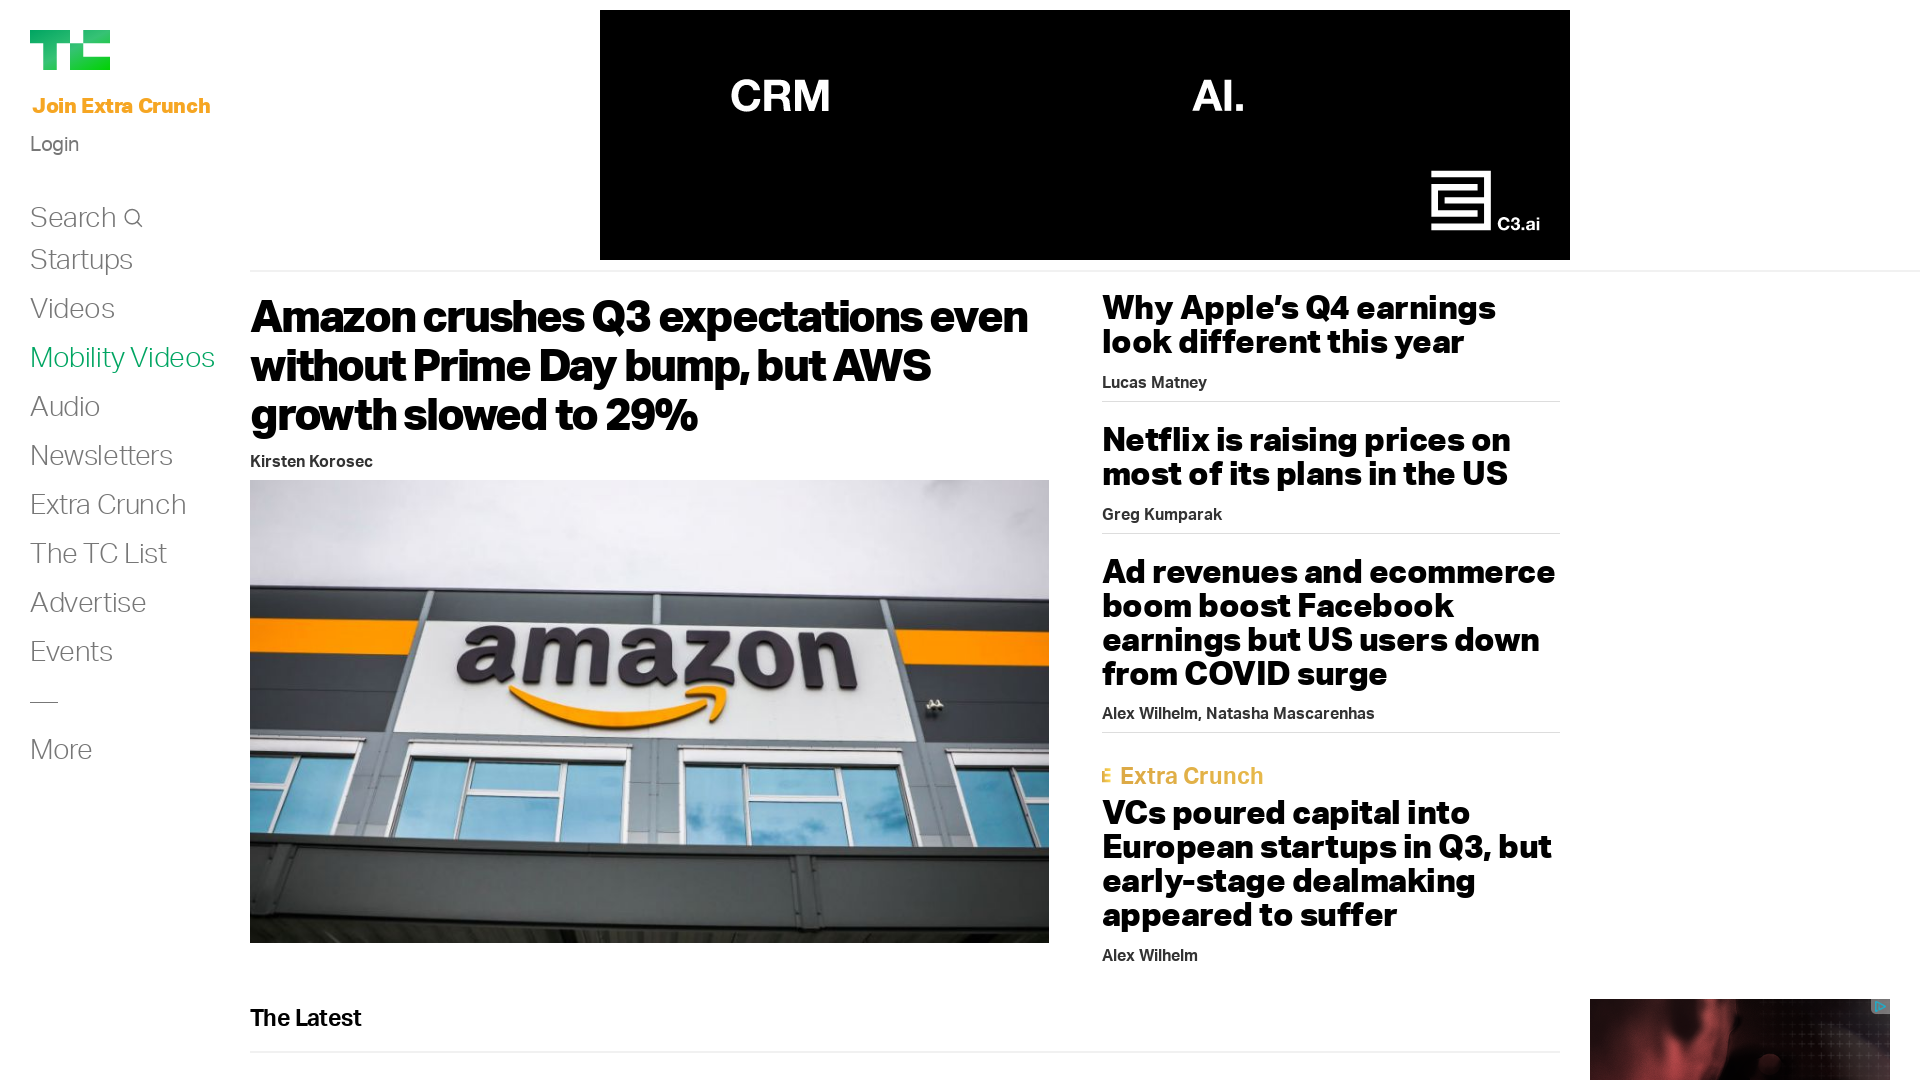 TC
Join Extra Crunch
Login
Search
Startups
Videos
Mobility Videos
Audio
Newsletters
Extra Crunch
The TC List
Advertise
Events
—
More
CRM
AI.
C3.ai
Amazon crushes Q3 expectations even
without Prime Day bump, but AWS
growth slowed to 29%
Kirsten Korosec
amazon
Why Apple’s Q4 earnings
look different this year
Lucas Matney
Netflix is raising prices on
most of its plans in the US
Greg Kumparak
Ad revenues and ecommerce
boom boost Facebook
earnings but US users down
from COVID surge
Alex Wilhelm, Natasha Mascarenhas
Extra Crunch
VCs poured capital into
European startups in Q3, but
early-stage dealmaking
appeared to suffer
Alex Wilhelm
The Latest